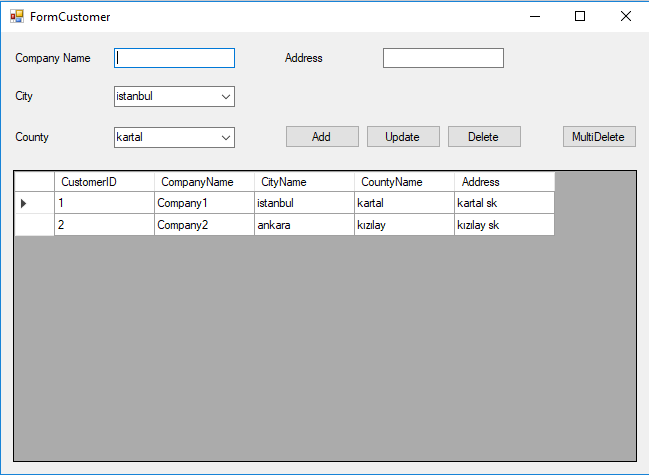 FormCustomer
Company Name Address
City istanbul
County kartal Add Update Delete MultiDelete
CustomerID CompanyName CityName CountyName Address
1 Company1 istanbul kartal kartal sk
2 Company2 ankara kızılay kızılay sk